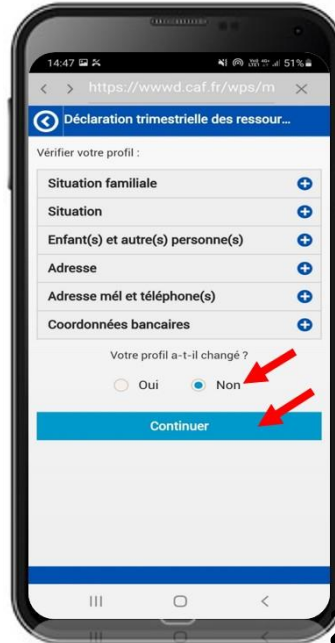 14:47 51%
https://wwwd.caf.fr/wps/m
Déclaration trimestrielle des ressour...
Vérifier votre profil :
Situation familiale
Situation
Enfant(s) et autre(s) personne(s)
Adresse
Adresse mél et téléphone(s)
Coordonnées bancaires
Votre profil a-t-il changé ?
Oui Non
Continuer